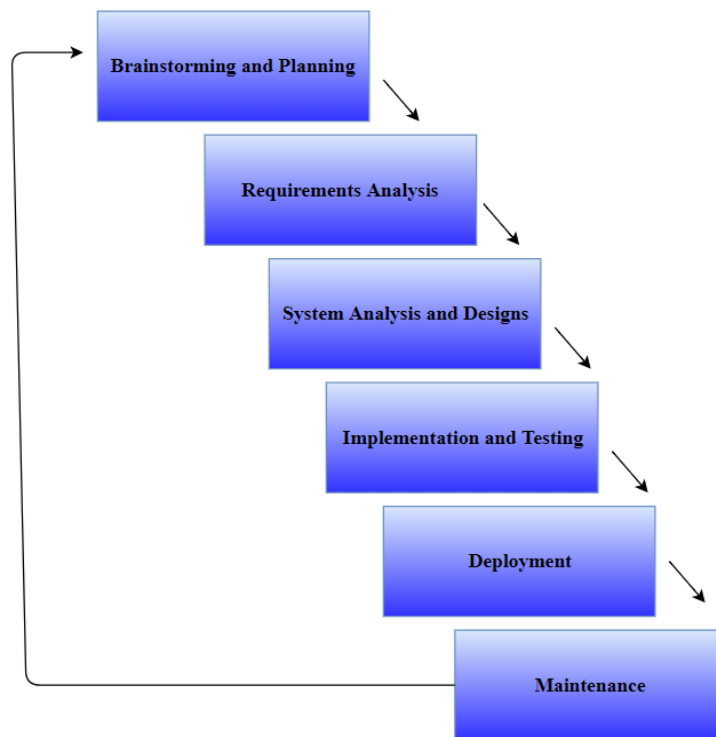 Brainstorming and Planning
Requirements Analysis
System Analysis and Designs
Implementation and Testing
Deployment
Maintenance